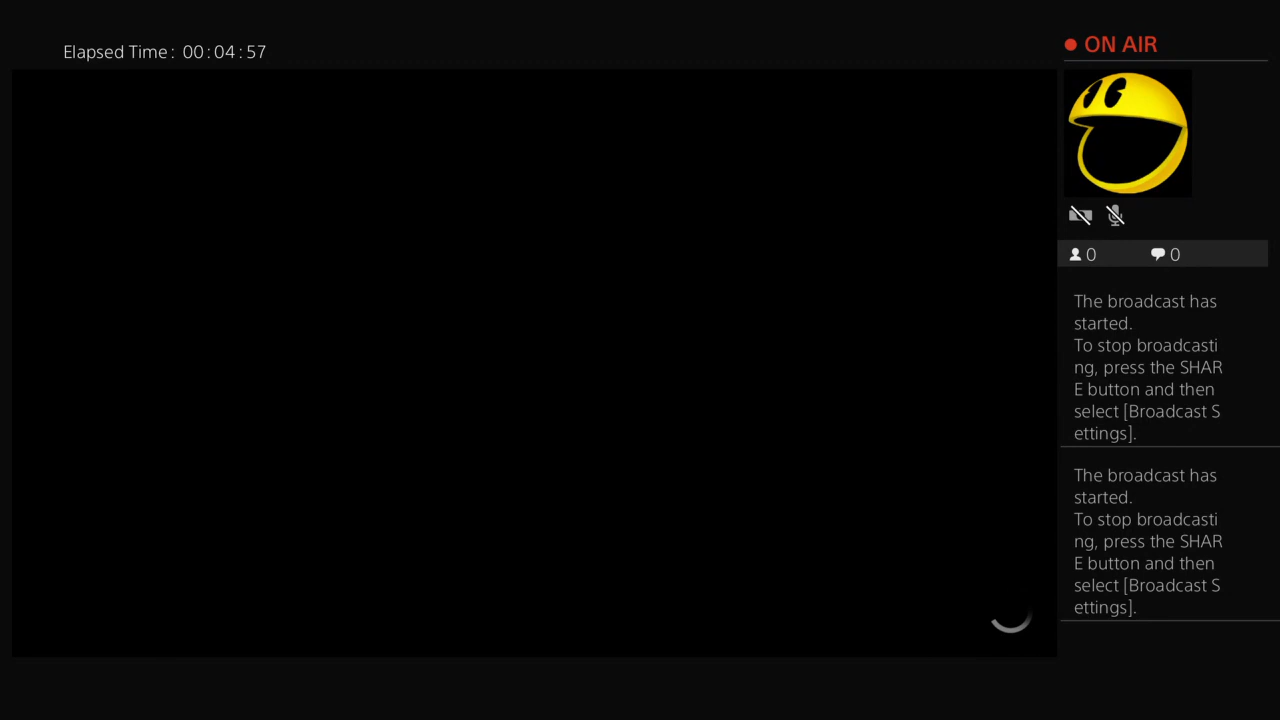 Elapsed Time: 00:04:57
ON AIR
0 0
The broadcast has
started.
To stop broadcasti
ng, press the SHAR
E button and then
select [Broadcast S
ettings].
The broadcast has
started.
To stop broadcasti
ng, press the SHAR
E button and then
select [Broadcast S
ettings].